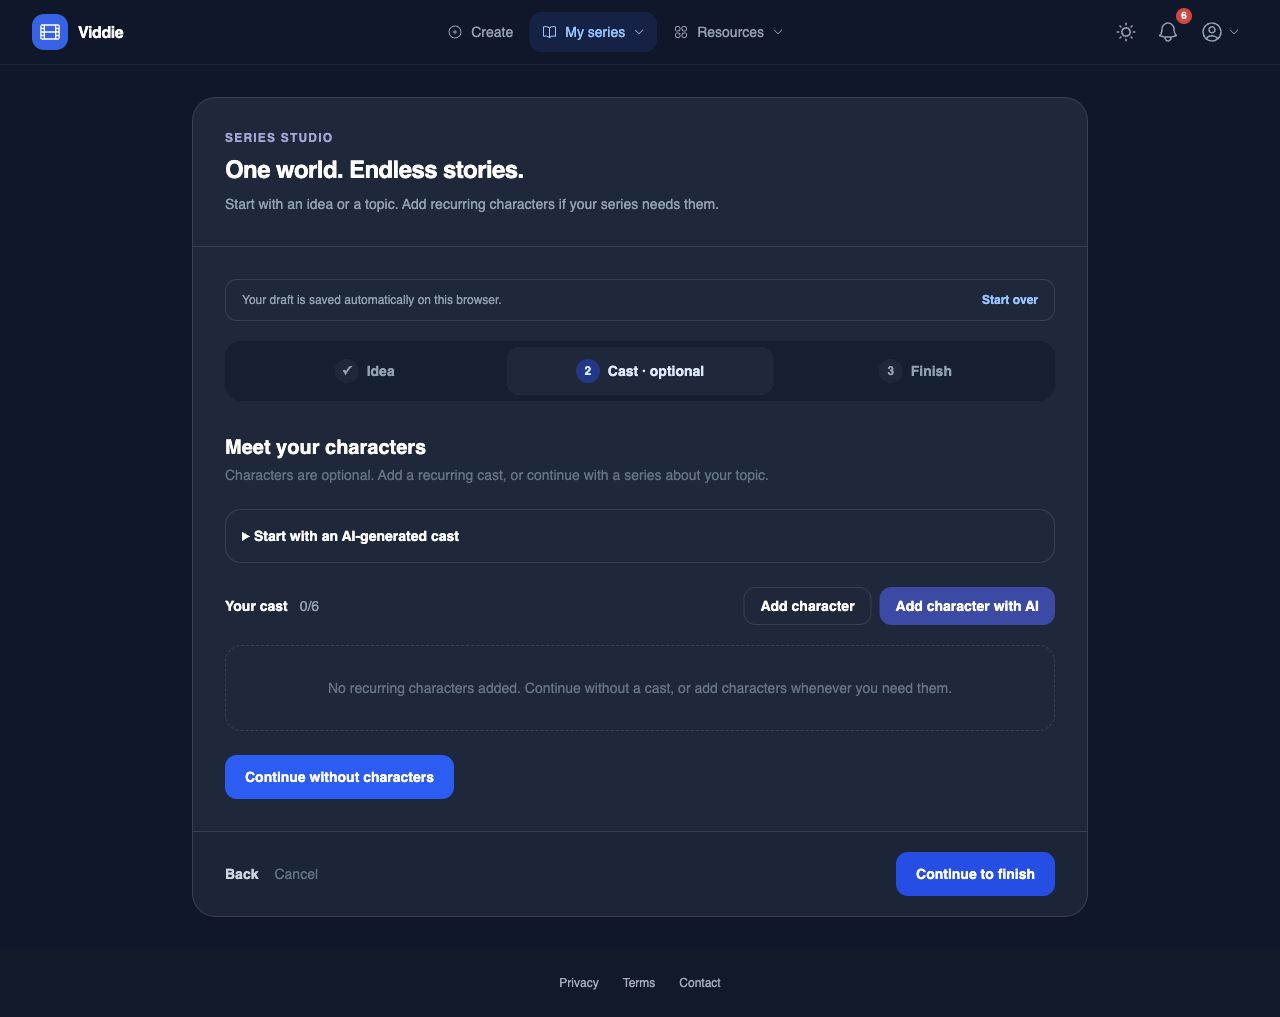 Viddie
Create
My series
Resources
6
SERIES STUDIO
One world. Endless stories.
Start with an idea or a topic. Add recurring characters if your series needs them.
Your draft is saved automatically on this browser.
Start over
✓ Idea
2 Cast · optional
3 Finish
Meet your characters
Characters are optional. Add a recurring cast, or continue with a series about your topic.
Start with an AI-generated cast
Your cast 0/6
Add character
Add character with AI
No recurring characters added. Continue without a cast, or add characters whenever you need them.
Continue without characters
Back
Cancel
Continue to finish
Privacy
Terms
Contact